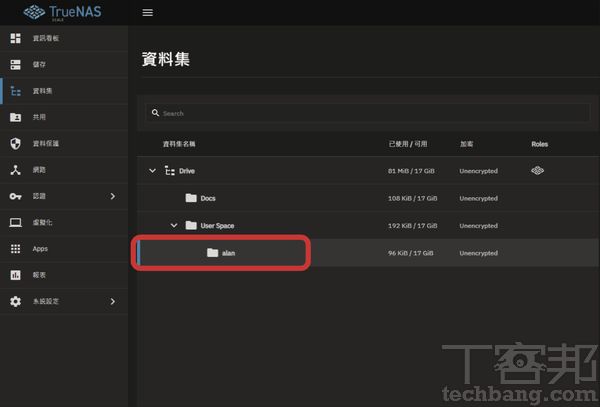 TrueNAS
SCALE
資訊看板
儲存
資料集
共用
資料保護
網路
認證
虛擬化
Apps
報表
系統設定
資料集
Search
資料集名稱 已使用 / 可用 加密 Roles
Drive 81 MiB / 17 GiB Unencrypted
Docs 108 KiB / 17 GiB Unencrypted
User Space 192 KiB / 17 GiB Unencrypted
alan 96 KiB / 17 GiB Unencrypted
T客邦
techbang.com